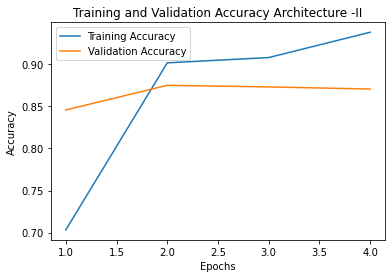 Training and Validation Accuracy Architecture -II
Training Accuracy
Validation Accuracy
Accuracy
0.90
0.85
0.80
0.75
0.70
1.0 1.5 2.0 2.5 3.0 3.5 4.0
Epochs